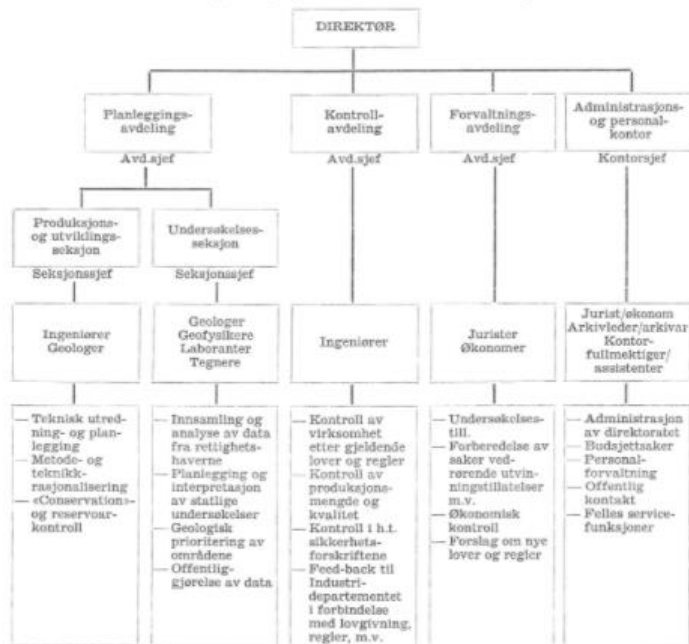 DIREKTØR
Planleggings-
avdeling
Avd.sjef
Kontroll-
avdeling
Avd.sjef
Forvaltnings-
avdeling
Avd.sjef
Administrasjons-
og personal-
kontor
Kontorsjef
Produksjons-
og utviklings-
seksjon
Seksjonssjef
Undersøkelses-
seksjon
Seksjonssjef
Ingeniører
Geologer
Geologer
Geofysikere
Laboranter
Tegnere
Ingeniører
Jurister
Økonomer
Jurist/økonom
Arkivleder/arkivar
Kontor-
fullmektiger/
assistenter
— Teknisk utred-
ning- og plan-
legging
— Metode- og
teknikk-
rasjonalisering
— «Conservation»-
og reservoar-
kontroll
— Innsamling og
analyse av data
fra rettighets-
haverne
— Planlegging og
interpretasjon
av statlige
undersøkelser
— Geologisk
prioritering av
områdene
— Offentlig-
gjørelse av data
— Kontroll av
virksomhet
etter gjeldende
lover og regler
— Kontroll av
produksjons-
mengde og
kvalitet
— Kontroll i h.t.
sikkerhets-
forskriftene
— Feed-back til
Industri-
departementet
i forbindelse
med lovgivning,
regler, m.v.
— Undersøkelses-
till.
— Forberedelse av
saker ved-
rørende utvin-
ningstillatelser
m.v.
— Økonomisk
kontroll
— Forslag om nye
lover og regler
— Administrasjon
av direktoratet
— Budsjettsaker
— Personal-
forvaltning
— Offentlig
kontakt
— Felles service-
funksjoner